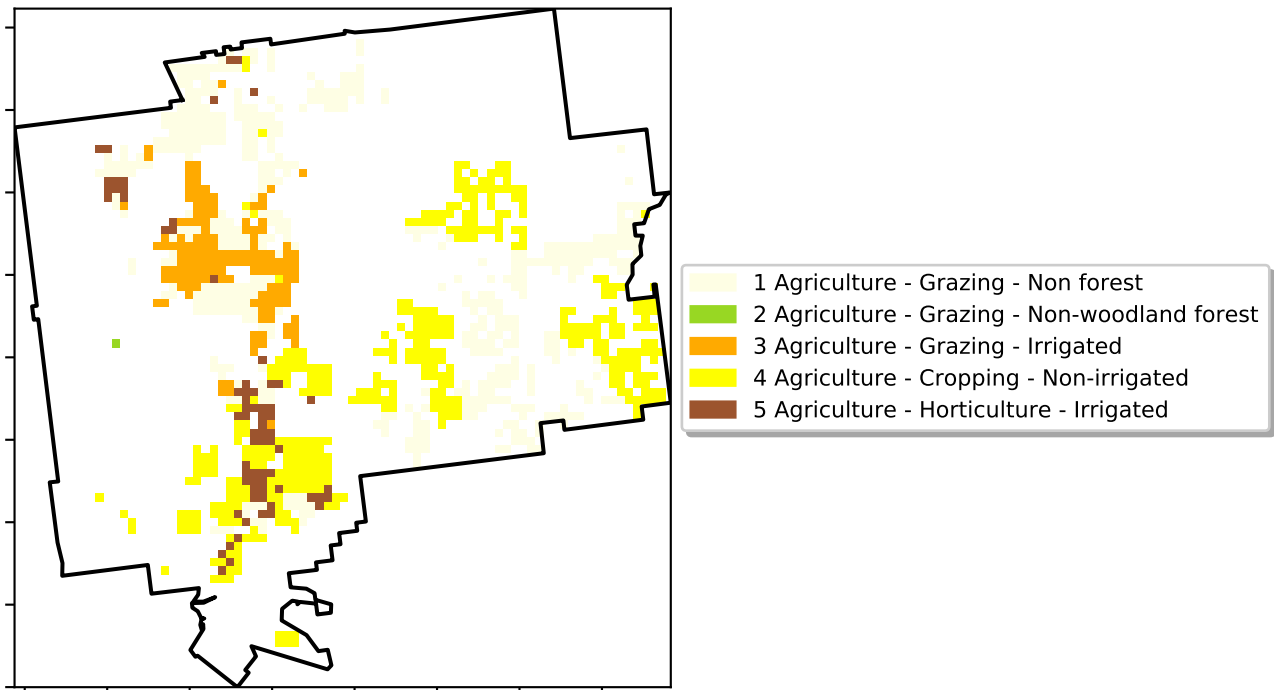 1 Agriculture - Grazing - Non forest
2 Agriculture - Grazing - Non-woodland forest
3 Agriculture - Grazing - Irrigated
4 Agriculture - Cropping - Non-irrigated
5 Agriculture - Horticulture - Irrigated